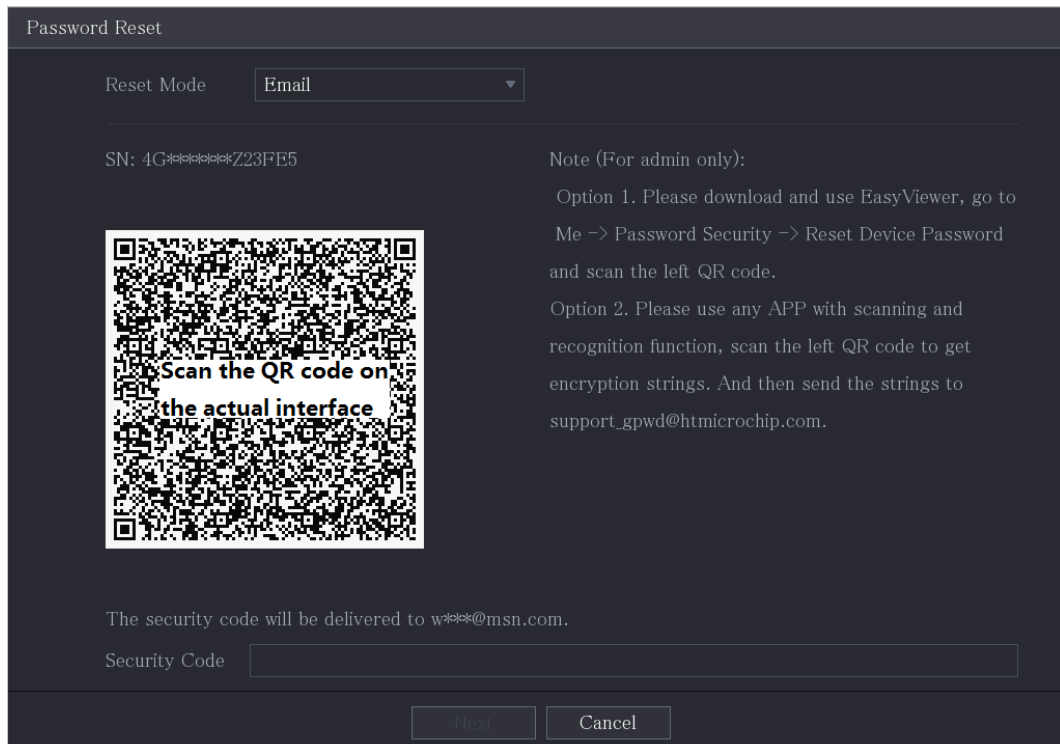 Password Reset
Reset Mode Email
SN: 4G*******Z23FE5
Note (For admin only):
Option 1. Please download and use EasyViewer, go to
Me -> Password Security -> Reset Device Password
and scan the left QR code.
Option 2. Please use any APP with scanning and
recognition function, scan the left QR code to get
encryption strings. And then send the strings to
support_gpwd@htmicrochip.com.
Scan the QR code on
the actual interface
The security code will be delivered to w***@msn.com.
Security Code
Next Cancel